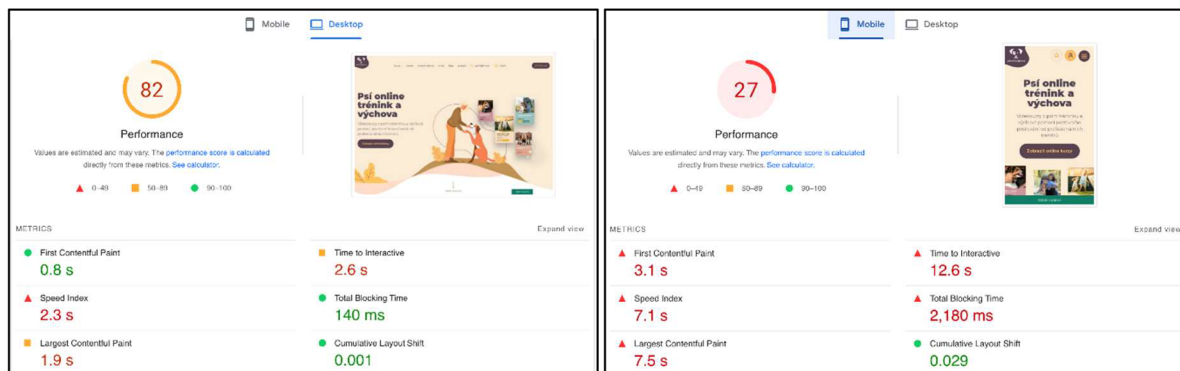 Mobile
Desktop
82
Performance
Values are estimated and may vary. The performance score is calculated
directly from these metrics. See calculator.
0–49
50–89
90–100
Psí online
trénink a
výchova
METRICS
Expand view
First Contentful Paint
0.8 s
Time to Interactive
2.6 s
Speed Index
2.3 s
Total Blocking Time
140 ms
Largest Contentful Paint
1.9 s
Cumulative Layout Shift
0.001
Mobile
Desktop
27
Performance
Values are estimated and may vary. The performance score is calculated
directly from these metrics. See calculator.
0–49
50–89
90–100
Psí online
trénink a
výchova
Zobrazit online kurzy
METRICS
Expand view
First Contentful Paint
3.1 s
Time to Interactive
12.6 s
Speed Index
7.1 s
Total Blocking Time
2,180 ms
Largest Contentful Paint
7.5 s
Cumulative Layout Shift
0.029